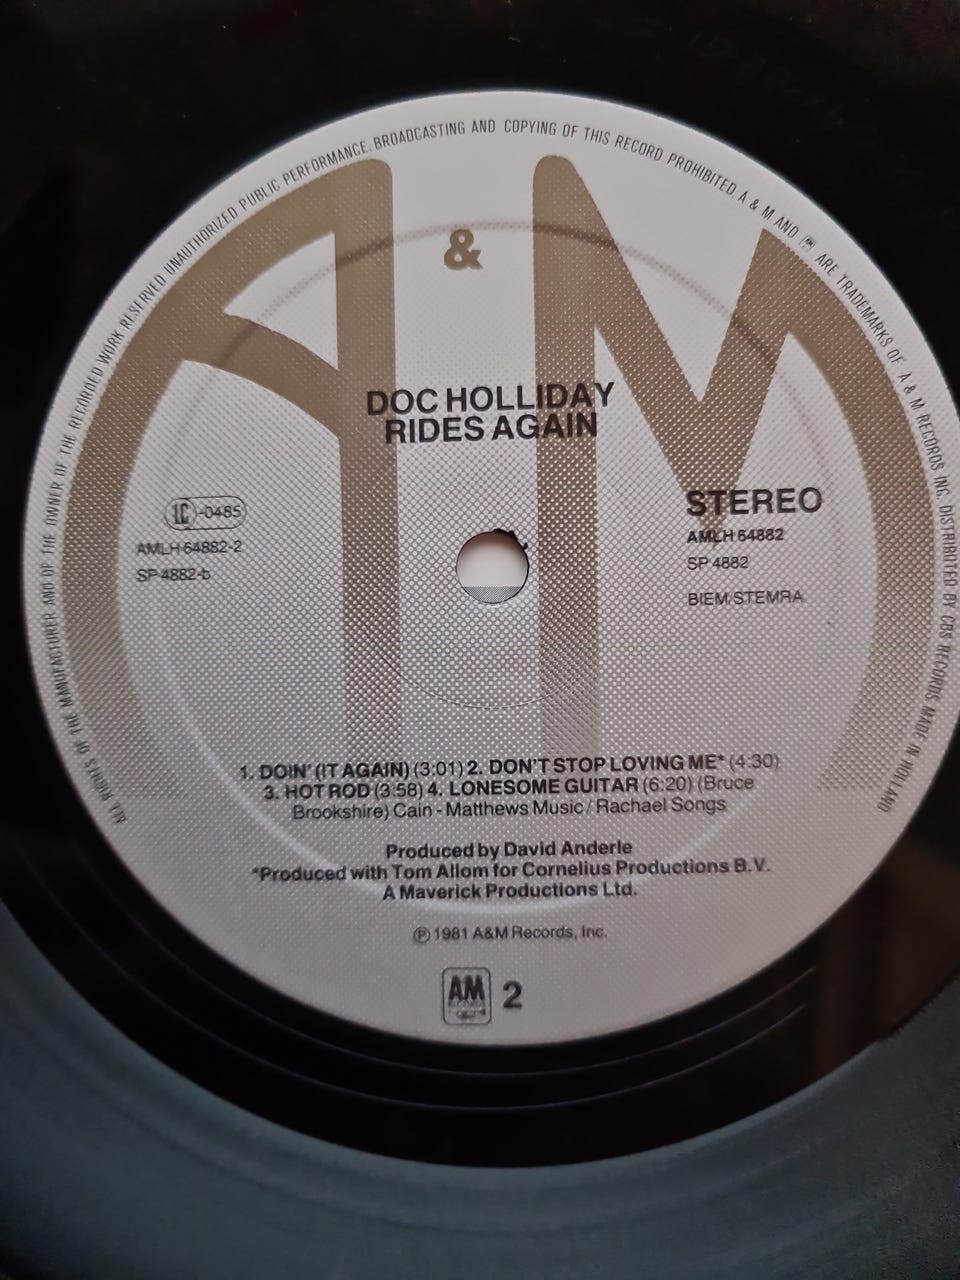 ALL RIGHTS OF THE MANUFACTURER AND OF THE OWNER OF THE RECORDED WORK RESERVED UNAUTHORIZED PUBLIC PERFORMANCE, BROADCASTING AND COPYING OF THIS RECORD PROHIBITED. A & M AND AM ARE TRADEMARKS OF A & M RECORDS INC. DISTRIBUTED BY CBS RECORDS MADE IN HOLLAND
A & M
DOC HOLLIDAY
RIDES AGAIN
LC-0485
AMLH 64882-2
SP 4882-b
STEREO
AMLH 64882
SP 4882
BIEM/STEMRA
1. DOIN' (IT AGAIN) (3:01) 2. DON'T STOP LOVING ME* (4:30)
3. HOT ROD (3:58) 4. LONESOME GUITAR (6:20) (Bruce
Brookshire) Cain - Matthews Music / Rachael Songs
Produced by David Anderle
*Produced with Tom Allom for Cornelius Productions B.V.
A Maverick Productions Ltd.
Ⓟ 1981 A&M Records, Inc.
AM
2